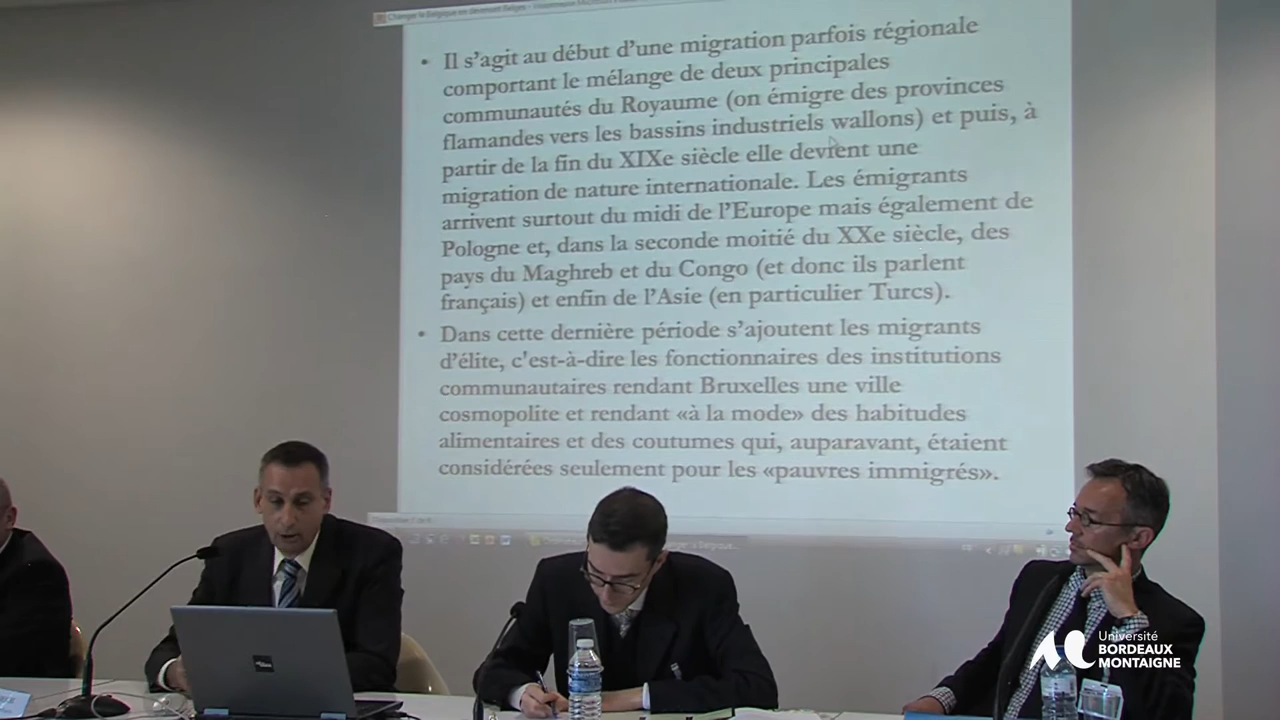 Changer la Belgique en devenant Belges
• Il s'agit au début d'une migration parfois régionale
comportant le mélange de deux principales
communautés du Royaume (on émigre des provinces
flamandes vers les bassins industriels wallons) et puis, à
partir de la fin du XIXe siècle elle devient une
migration de nature internationale. Les émigrants
arrivent surtout du midi de l'Europe mais également de
Pologne et, dans la seconde moitié du XXe siècle, des
pays du Maghreb et du Congo (et donc ils parlent
français) et enfin de l'Asie (en particulier Turcs).
• Dans cette dernière période s'ajoutent les migrants
d'élite, c'est-à-dire les fonctionnaires des institutions
communautaires rendant Bruxelles une ville
cosmopolite et rendant «à la mode» des habitudes
alimentaires et des coutumes qui, auparavant, étaient
considérées seulement pour les «pauvres immigrés».
Université
BORDEAUX
MONTAIGNE